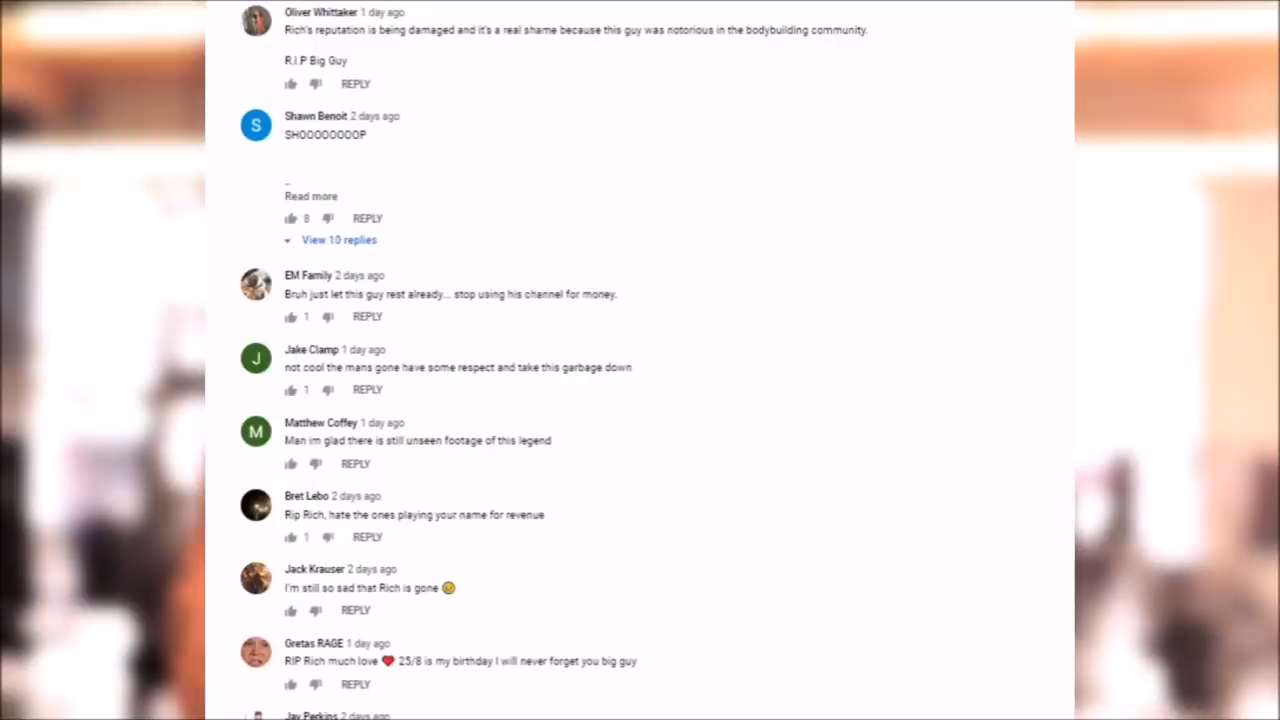 Oliver Whittaker 1 day ago
Rich's reputation is being damaged and it's a real shame because this guy was notorious in the bodybuilding community.
R.I.P Big Guy
REPLY
S
Shawn Benoit 2 days ago
SHOOOOOOOOP
_
Read more
8 REPLY
View 10 replies
EM Family 2 days ago
Bruh just let this guy rest already... stop using his channel for money.
1 REPLY
J
Jake Clamp 1 day ago
not cool the mans gone have some respect and take this garbage down
1 REPLY
M
Matthew Coffey 1 day ago
Man im glad there is still unseen footage of this legend
REPLY
Bret Lebo 2 days ago
Rip Rich, hate the ones playing your name for revenue
1 REPLY
Jack Krauser 2 days ago
I'm still so sad that Rich is gone 😢
REPLY
Gretas RAGE 1 day ago
RIP Rich much love ❤ 25/8 is my birthday I will never forget you big guy
REPLY
Jay Perkins 2 days ago